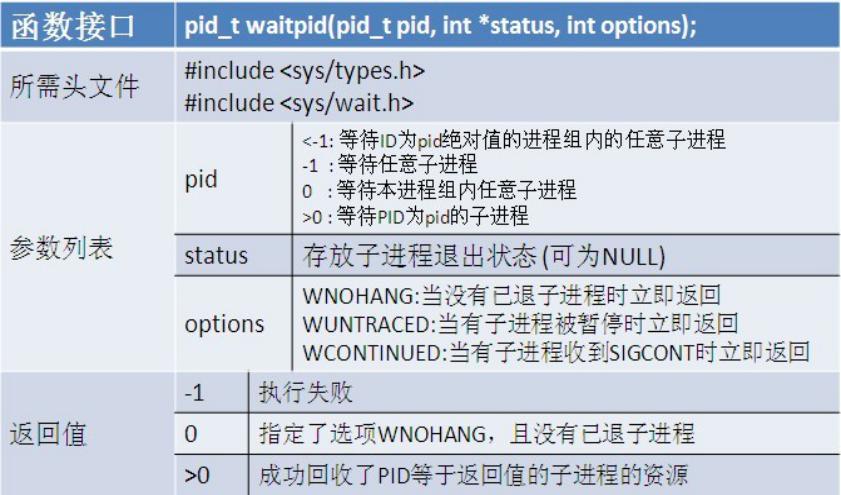 函数接口 pid_t waitpid(pid_t pid, int *status, int options);
所需头文件
#include <sys/types.h>
#include <sys/wait.h>
参数列表
pid
<-1: 等待ID为pid绝对值的进程组内的任意子进程
-1 : 等待任意子进程
0 : 等待本进程组内任意子进程
>0 : 等待PID为pid的子进程
status 存放子进程退出状态 (可为NULL)
options
WNOHANG:当没有已退子进程时立即返回
WUNTRACED:当有子进程被暂停时立即返回
WCONTINUED:当有子进程收到SIGCONT时立即返回
返回值
-1 执行失败
0 指定了选项WNOHANG，且没有已退子进程
>0 成功回收了PID等于返回值的子进程的资源